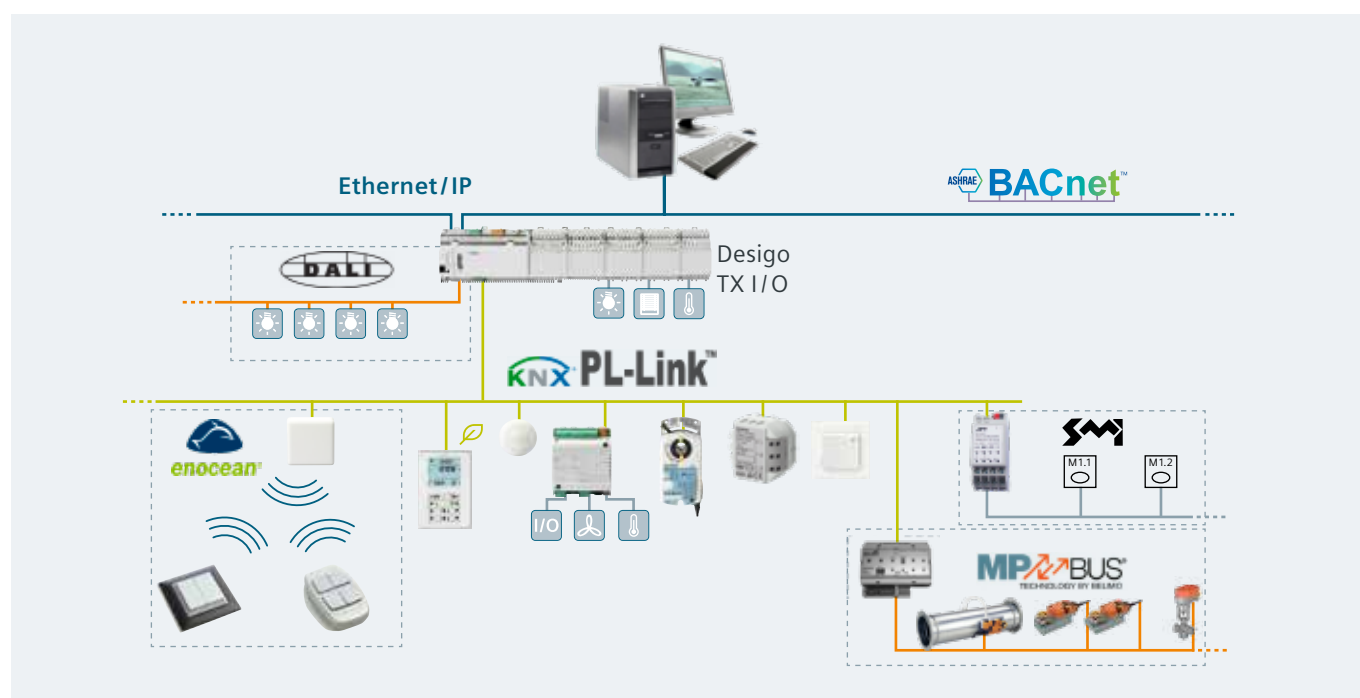 Ethernet/IP
ASHRAE BACnet™
DALI
Desigo
TX I/O
KNX® PL-Link™
enocean®
SMI
M1.1
M1.2
I/O
MP BUS®
TECHNOLOGY BY BELIMO